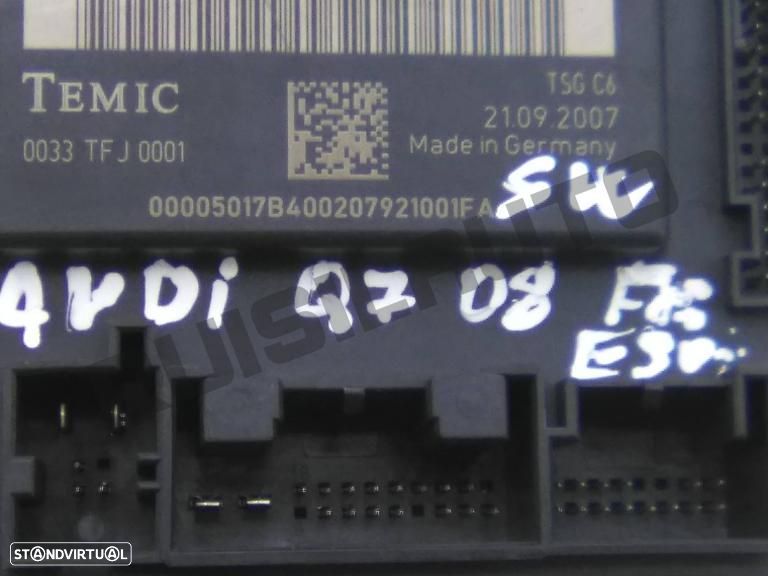 TEMIC
TSG C6
21.09.2007
0033 TFJ 0001
Made in Germany
00005017B400207921001FA
AUDi Q7 08
STANDVIRTUAL